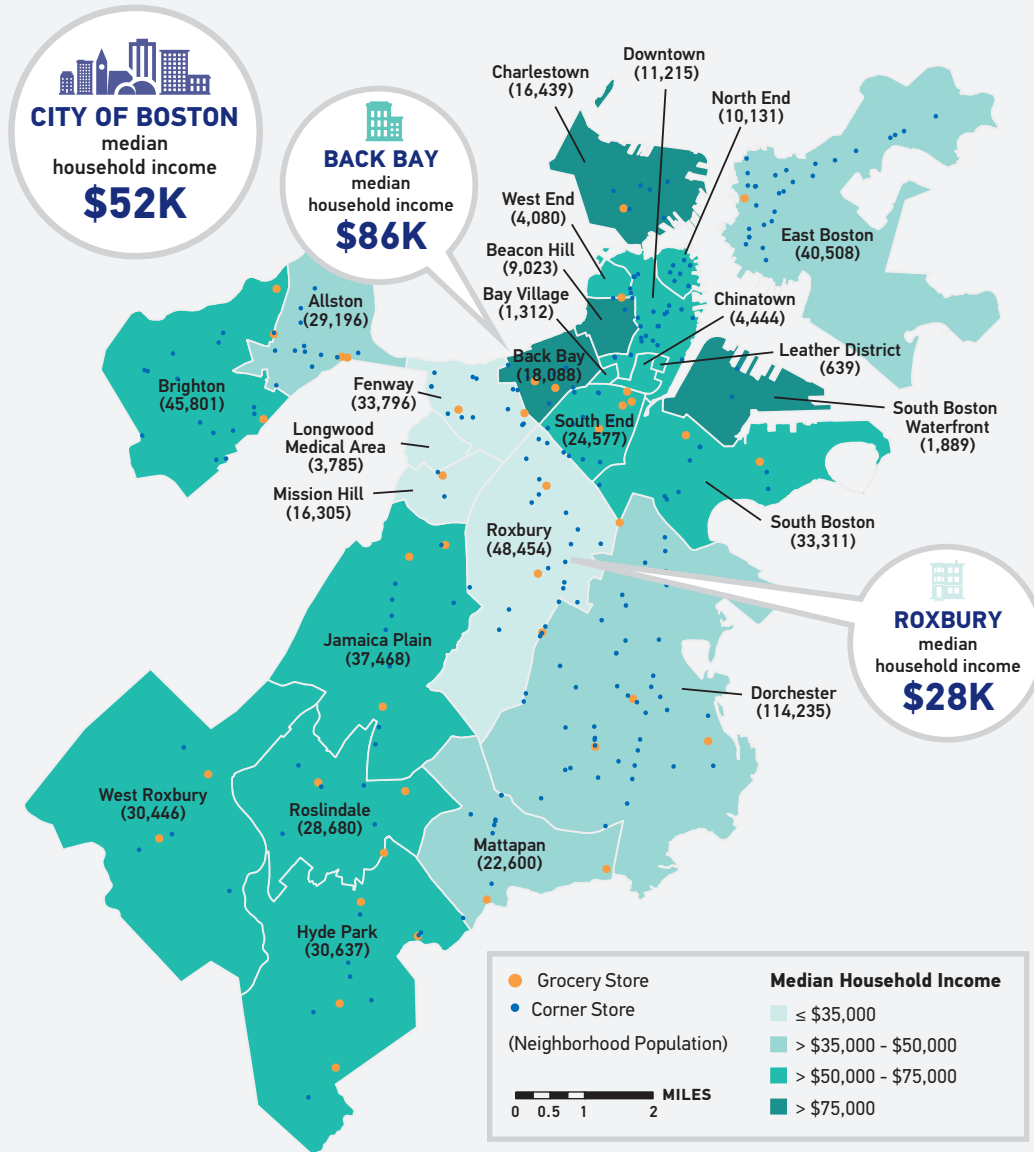 CITY OF BOSTON
median
household income
$52K
BACK BAY
median
household income
$86K
Charlestown
(16,439)
Downtown
(11,215)
North End
(10,131)
West End
(4,080)
Beacon Hill
(9,023)
Bay Village
(1,312)
East Boston
(40,508)
Chinatown
(4,444)
Leather District
(639)
Allston
(29,196)
Brighton
(45,801)
Back Bay
(18,088)
Fenway
(33,796)
South End
(24,577)
South Boston
Waterfront
(1,889)
Longwood
Medical Area
(3,785)
Mission Hill
(16,305)
Roxbury
(48,454)
South Boston
(33,311)
ROXBURY
median
household income
$28K
Jamaica Plain
(37,468)
Dorchester
(114,235)
West Roxbury
(30,446)
Roslindale
(28,680)
Mattapan
(22,600)
Hyde Park
(30,637)
Grocery Store
Corner Store
(Neighborhood Population)
MILES
0 0.5 1 2
Median Household Income
≤ $35,000
> $35,000 - $50,000
> $50,000 - $75,000
> $75,000